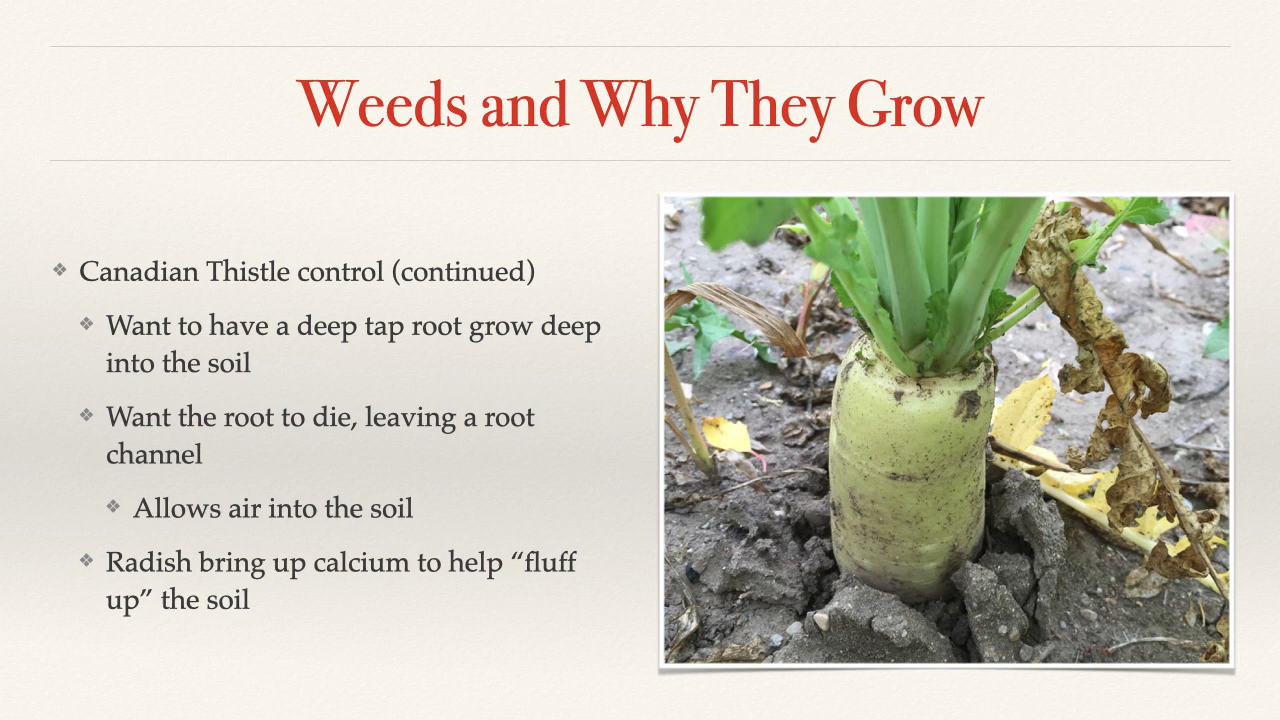 Weeds and Why They Grow
❖ Canadian Thistle control (continued)
❖ Want to have a deep tap root grow deep
into the soil
❖ Want the root to die, leaving a root
channel
❖ Allows air into the soil
❖ Radish bring up calcium to help “fluff
up” the soil